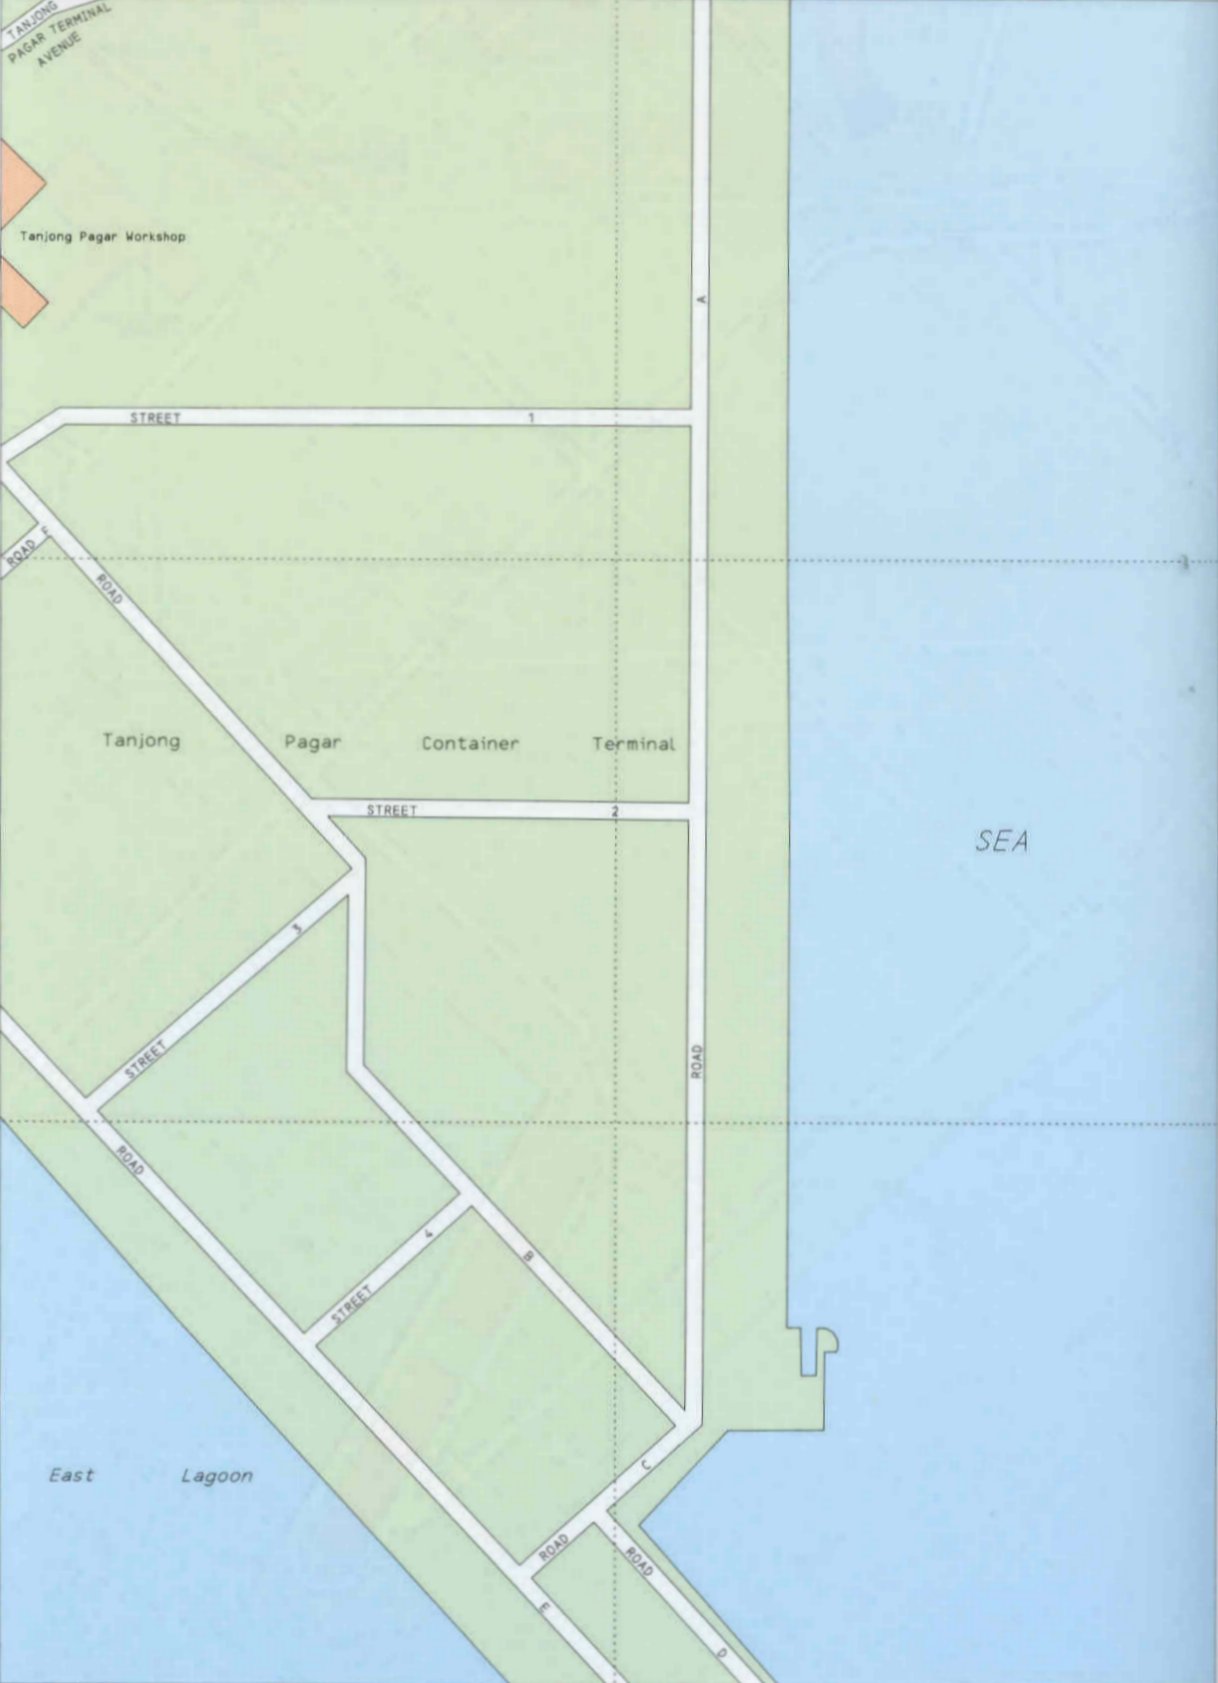 TANJONG
PAGAR TERMINAL
AVENUE
Tanjong Pagar Workshop
A
STREET 1
ROAD F
ROAD
Tanjong Pagar Container Terminal
STREET 2
SEA
STREET 3
ROAD
ROAD
STREET 4
B
East Lagoon
C
ROAD
ROAD
E
D